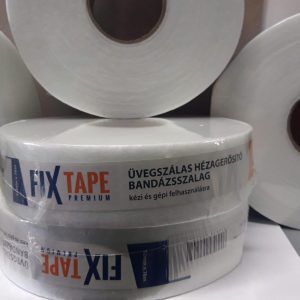 FIX TAPE
PREMIUM
ÜVEGSZÁLAS HÉZAGERŐSÍTŐ
BANDÁZSSZALAG
kézi és gépi felhasználásra
FIX TAPE
PREMIUM